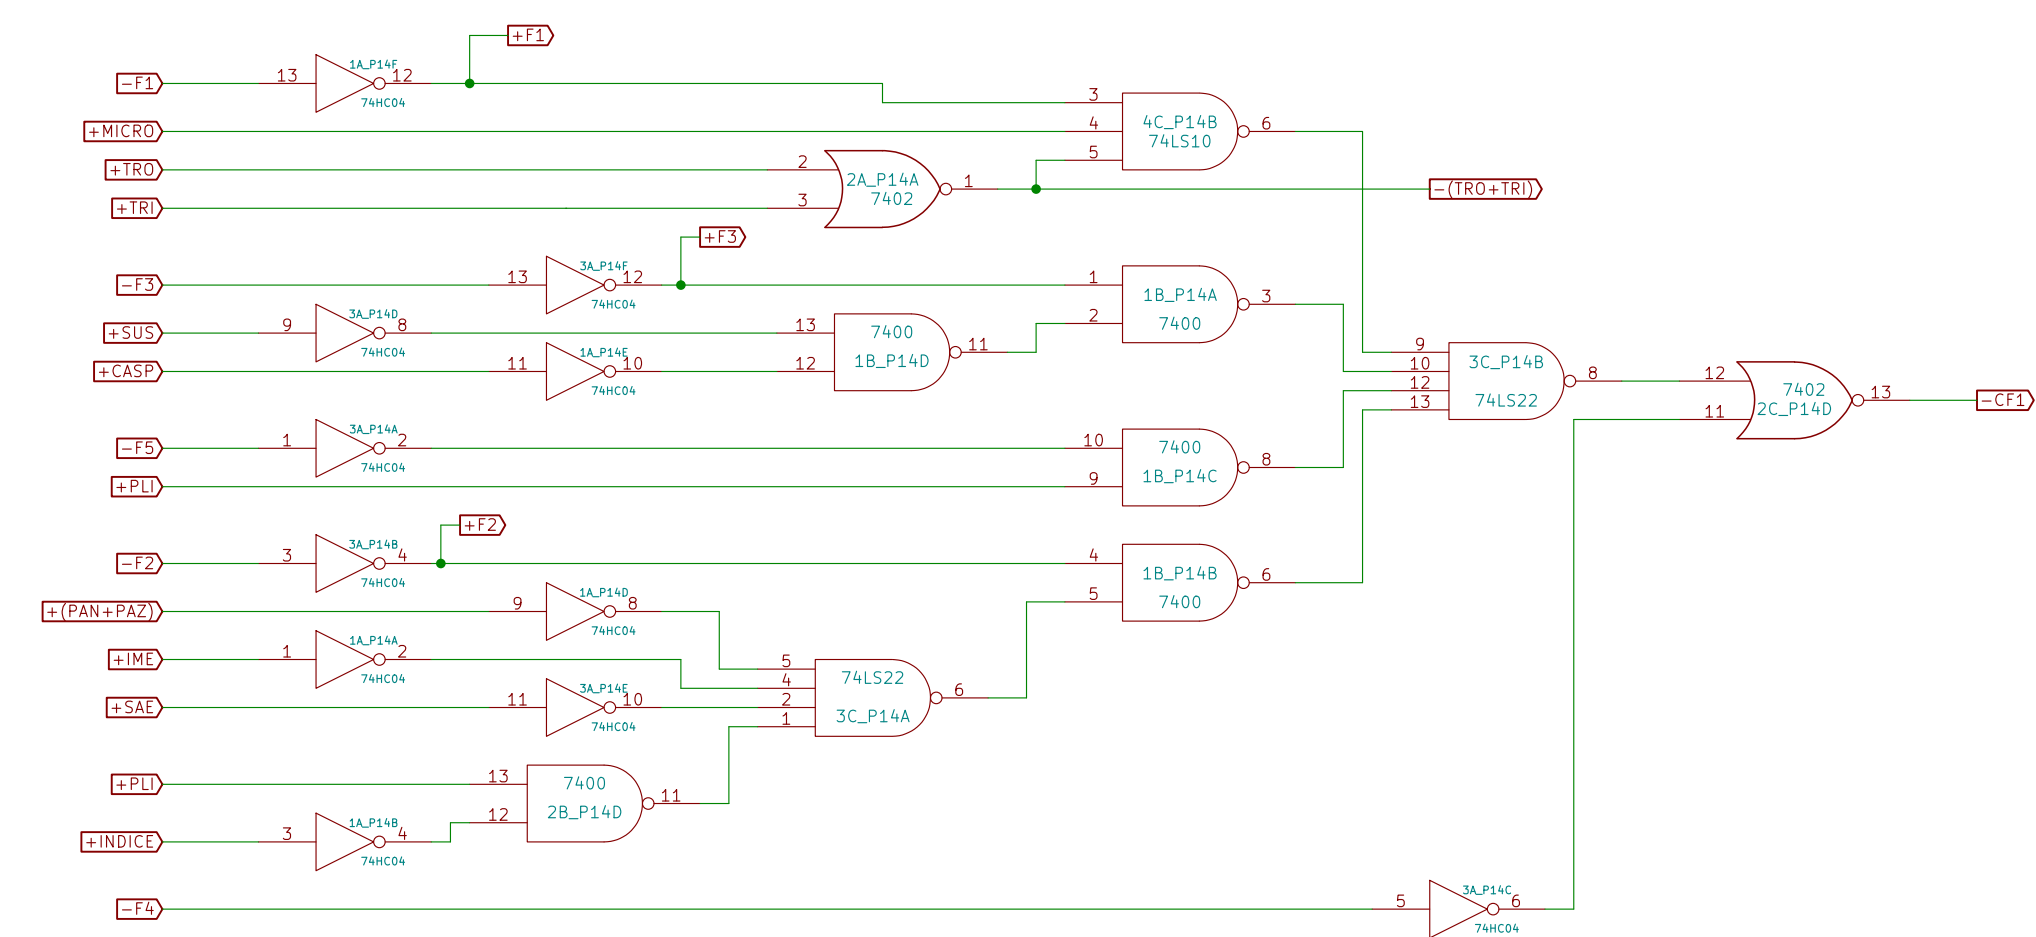 +F1
1A_P14F
-F1 13 12
74HC04
3
+MICRO 4 4C_P14B 6
74LS10
5
+TRO 2
2A_P14A 1 -(TRO+TRI)
7402
+TRI 3
+F3
3A_P14F
-F3 13 12 1
74HC04
1B_P14A 3
2 7400
3A_P14D
+SUS 9 8 13 7400
74HC04
1A_P14E 11
+CASP 11 10 12 1B_P14D
74HC04
9 3C_P14B
10 8 12 7402 13 -CF1
12 74LS22
13 11 2C_P14D
3A_P14A
-F5 1 2 10 7400
74HC04
8
+PLI 9 1B_P14C
+F2
3A_P14B
-F2 3 4 4
74HC04
1B_P14B 6
5 7400
1A_P14D
+(PAN+PAZ) 9 8
74HC04
1A_P14A
+IME 1 2 5 74LS22
74HC04
4
3A_P14E 6
+SAE 11 10 2 3C_P14A
74HC04
1
+PLI 13 7400
11
12 2B_P14D
1A_P14B
+INDICE 3 4
74HC04
3A_P14C
-F4 5 6
74HC04